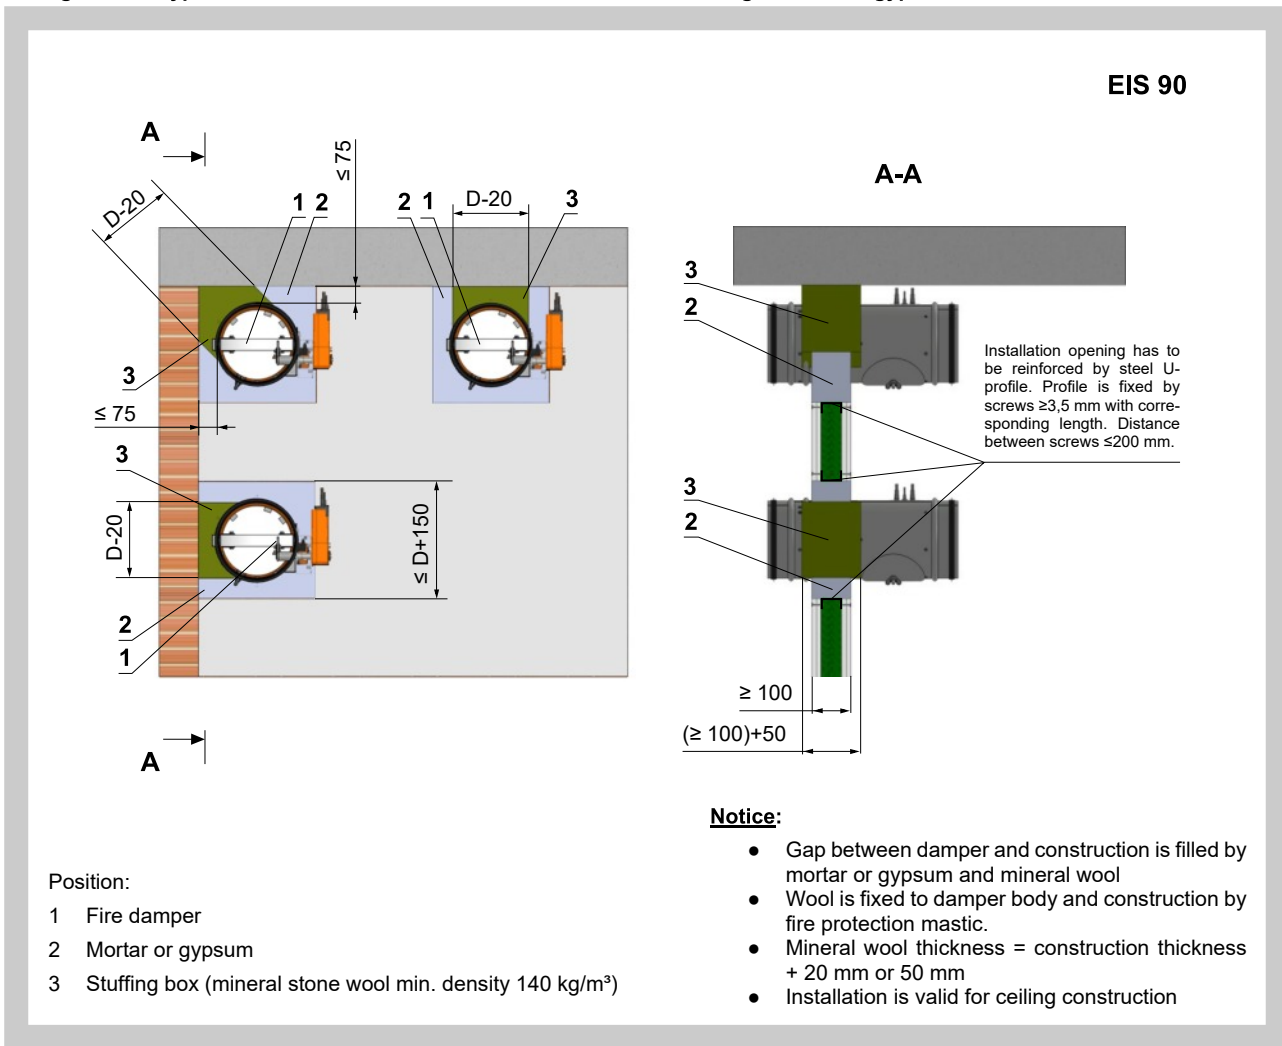 EIS 90
A
≤ 75
A-A
D-20
1 2
2 1
D-20
3
3
2
Installation opening has to
be reinforced by steel U-
profile. Profile is fixed by
screws ≥3,5 mm with corre-
sponding length. Distance
between screws ≤200 mm.
3
≤ 75
3
3
2
D-20
≤ D+150
2
1
≥ 100
(≥ 100)+50
A
Notice:
● Gap between damper and construction is filled by
mortar or gypsum and mineral wool
● Wool is fixed to damper body and construction by
fire protection mastic.
● Mineral wool thickness = construction thickness
+ 20 mm or 50 mm
● Installation is valid for ceiling construction
Position:
1 Fire damper
2 Mortar or gypsum
3 Stuffing box (mineral stone wool min. density 140 kg/m³)